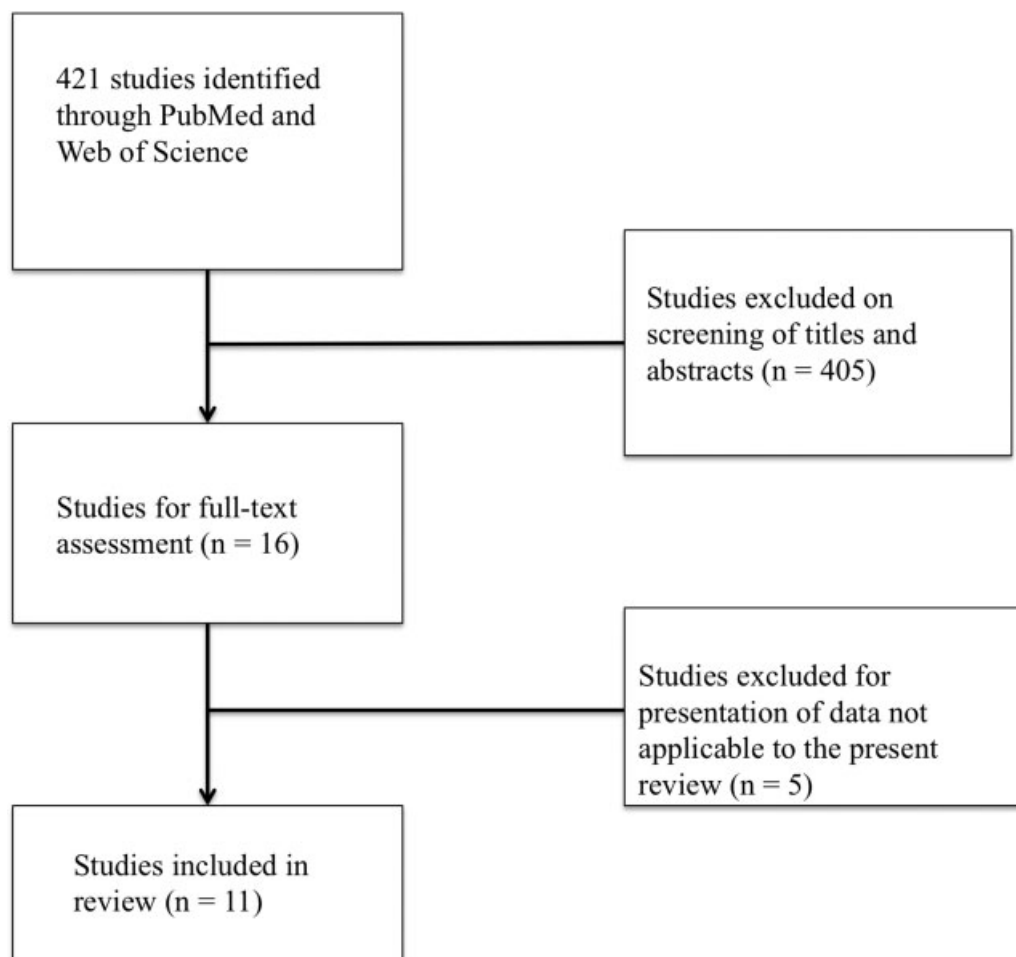 421 studies identified
through PubMed and
Web of Science
Studies excluded on
screening of titles and
abstracts (n = 405)
Studies for full-text
assessment (n = 16)
Studies excluded for
presentation of data not
applicable to the present
review (n = 5)
Studies included in
review (n = 11)